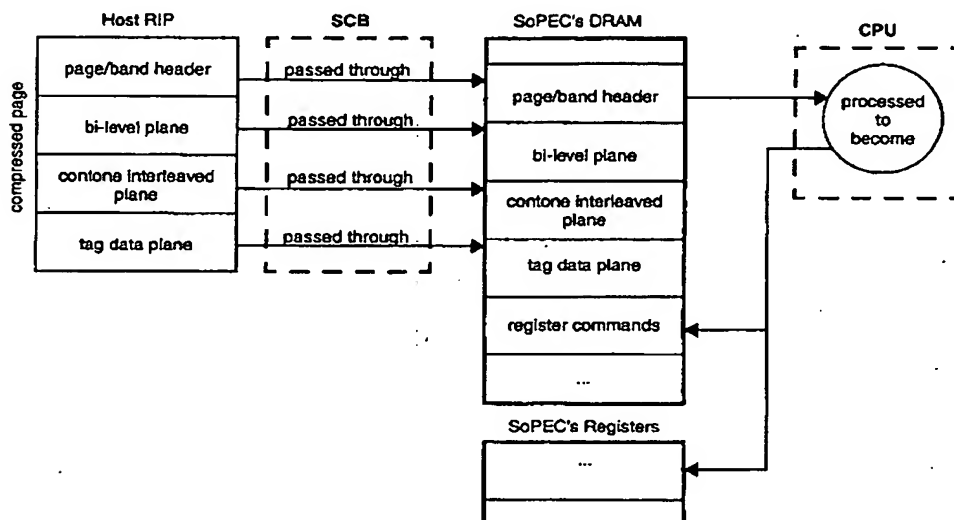 Host RIP
SCB
SoPEC's DRAM
CPU
compressed page
page/band header
bi-level plane
contone interleaved
plane
tag data plane
passed through
passed through
passed through
passed through
page/band header
bi-level plane
contone interleaved
plane
tag data plane
register commands
...
processed
to
become
SoPEC's Registers
...